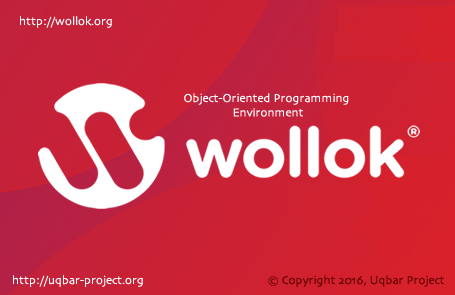 http://wollok.org
Object-Oriented Programming
Environment
wollok®
http://uqbar-project.org
© Copyright 2016, Uqbar Project